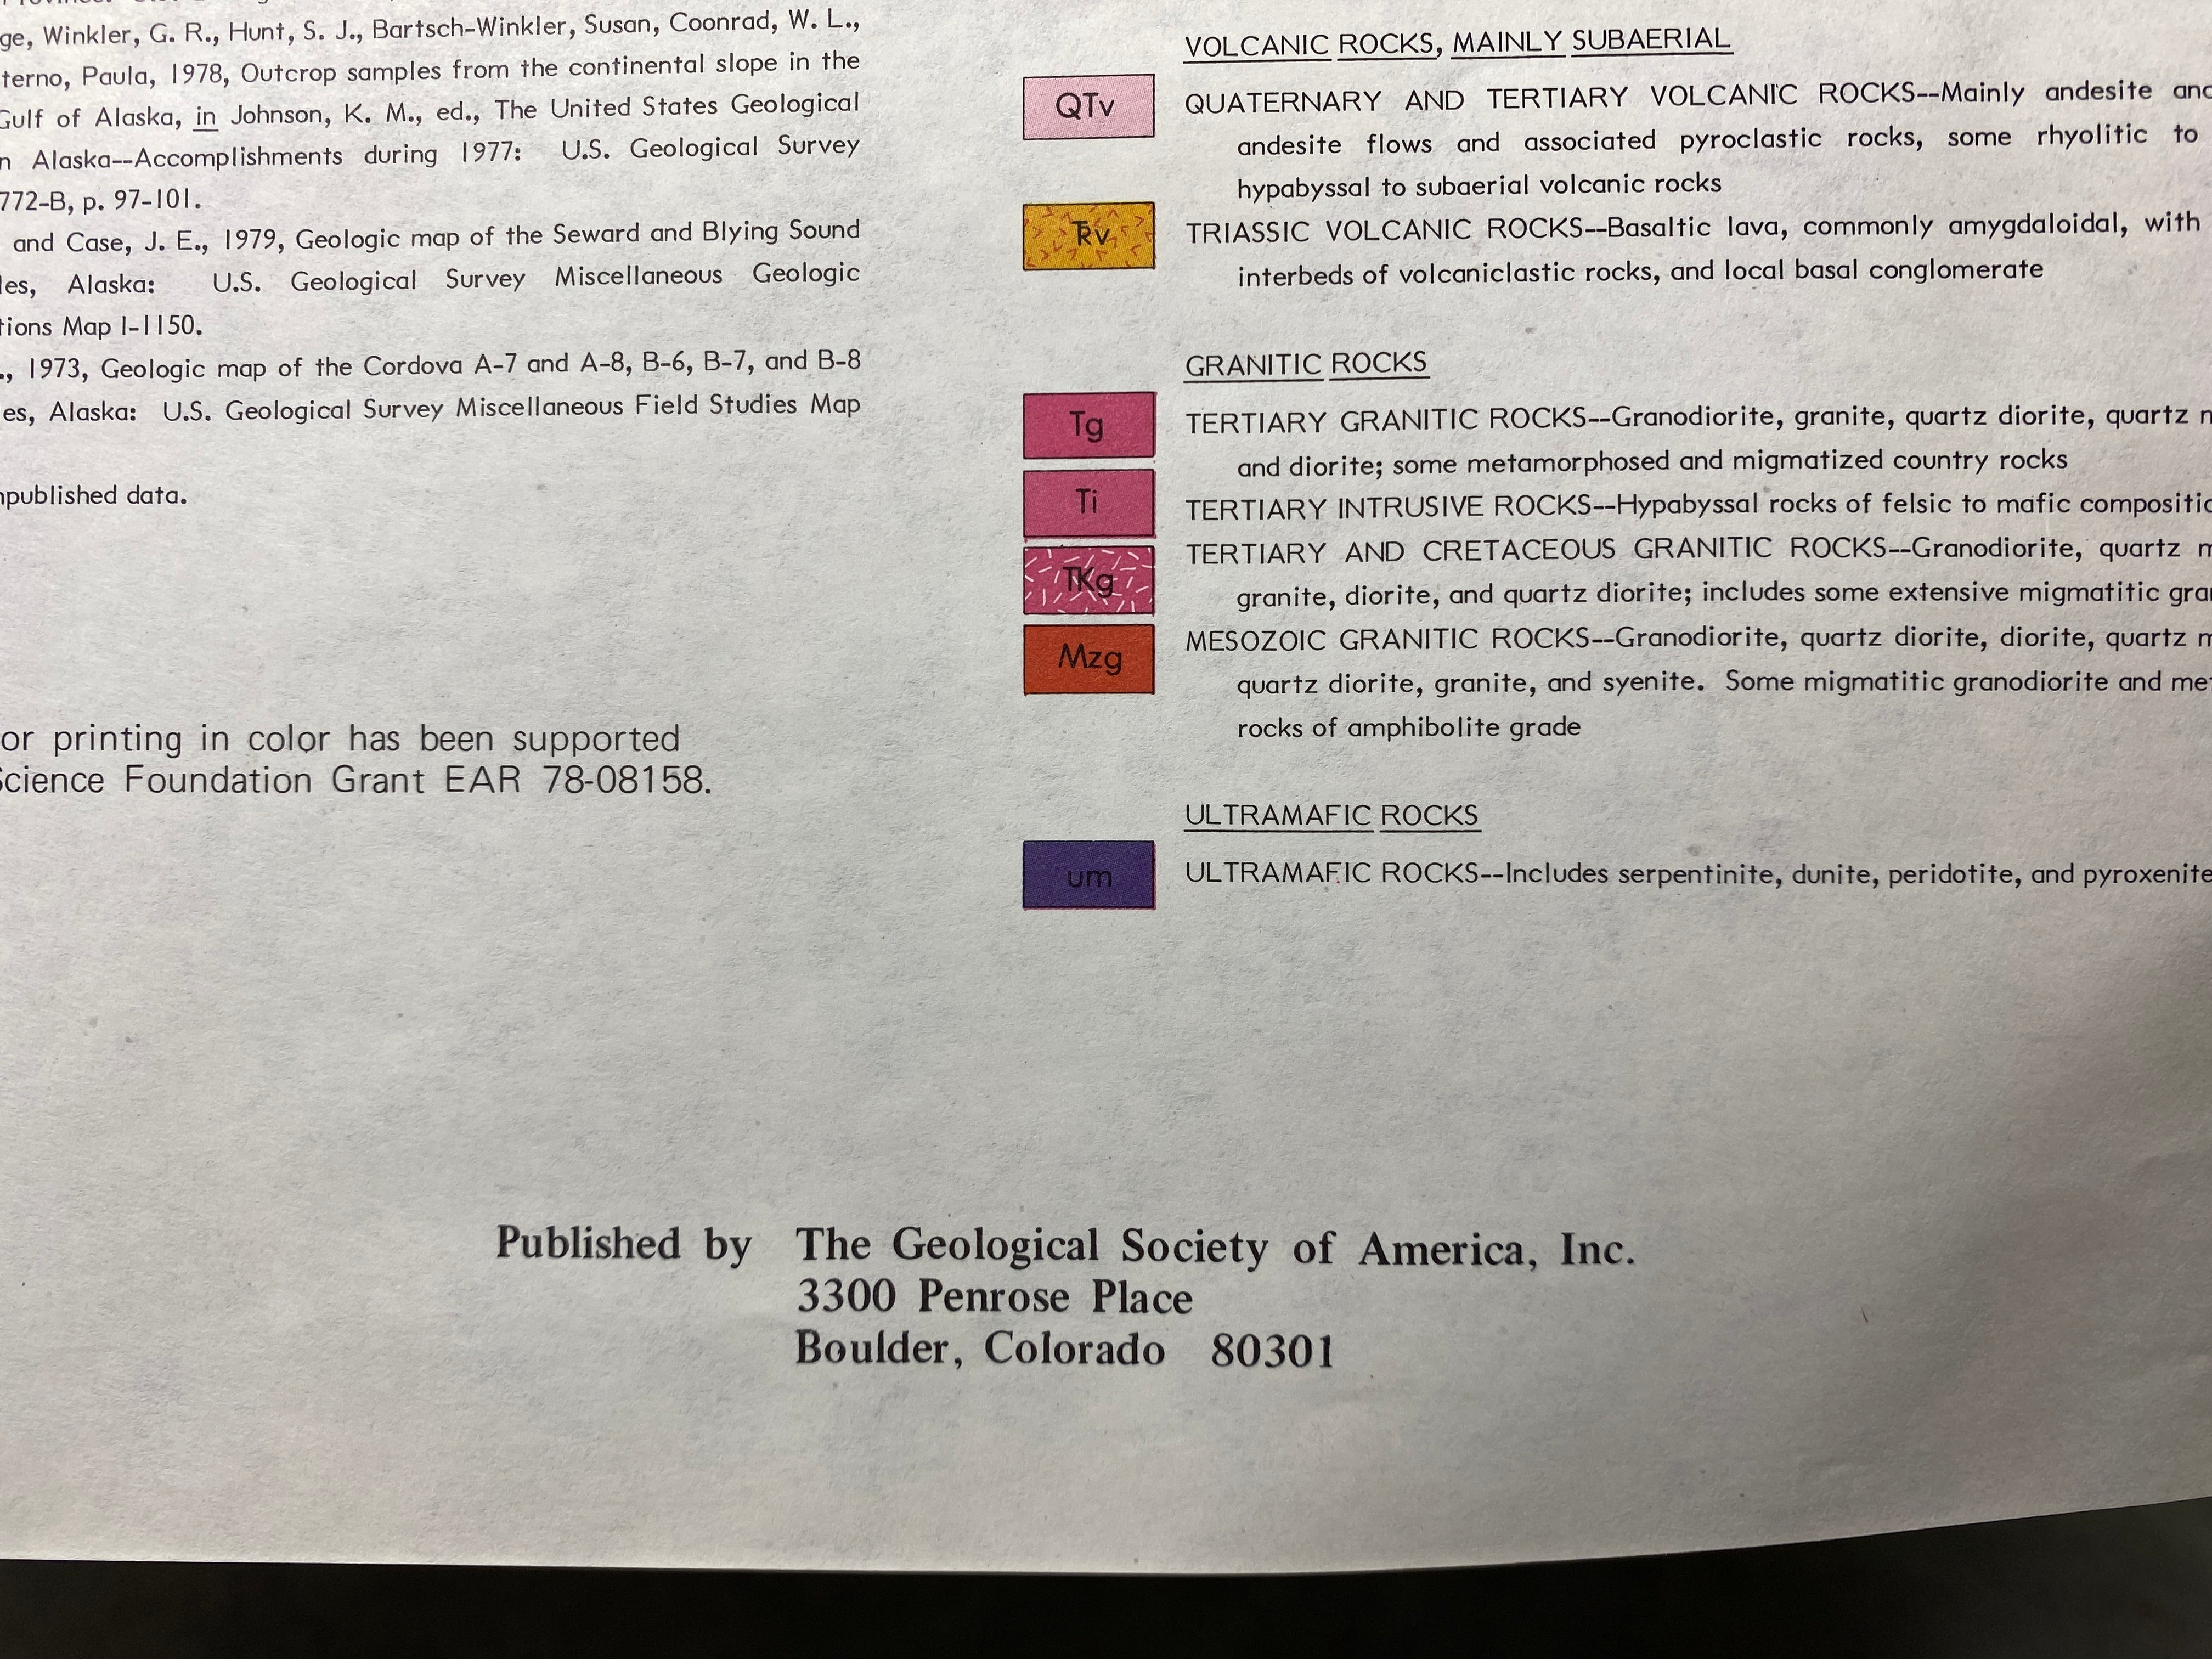 ge, Winkler, G. R., Hunt, S. J., Bartsch-Winkler, Susan, Coonrad, W. L.,
terno, Paula, 1978, Outcrop samples from the continental slope in the
Gulf of Alaska, in Johnson, K. M., ed., The United States Geological
n Alaska--Accomplishments during 1977: U.S. Geological Survey
772-B, p. 97-101.
and Case, J. E., 1979, Geologic map of the Seward and Blying Sound
les, Alaska: U.S. Geological Survey Miscellaneous Geologic
tions Map I-1150.
., 1973, Geologic map of the Cordova A-7 and A-8, B-6, B-7, and B-8
es, Alaska: U.S. Geological Survey Miscellaneous Field Studies Map
npublished data.
or printing in color has been supported
Science Foundation Grant EAR 78-08158.
VOLCANIC ROCKS, MAINLY SUBAERIAL
QTv QUATERNARY AND TERTIARY VOLCANIC ROCKS--Mainly andesite and
andesite flows and associated pyroclastic rocks, some rhyolitic to
hypabyssal to subaerial volcanic rocks
TRv TRIASSIC VOLCANIC ROCKS--Basaltic lava, commonly amygdaloidal, with
interbeds of volcaniclastic rocks, and local basal conglomerate
GRANITIC ROCKS
Tg TERTIARY GRANITIC ROCKS--Granodiorite, granite, quartz diorite, quartz
and diorite; some metamorphosed and migmatized country rocks
Ti TERTIARY INTRUSIVE ROCKS--Hypabyssal rocks of felsic to mafic compositio
TKg TERTIARY AND CRETACEOUS GRANITIC ROCKS--Granodiorite, quartz
granite, diorite, and quartz diorite; includes some extensive migmatitic gra
Mzg MESOZOIC GRANITIC ROCKS--Granodiorite, quartz diorite, diorite, quartz
quartz diorite, granite, and syenite. Some migmatitic granodiorite and me
rocks of amphibolite grade
ULTRAMAFIC ROCKS
um ULTRAMAFIC ROCKS--Includes serpentinite, dunite, peridotite, and pyroxenite
Published by The Geological Society of America, Inc.
3300 Penrose Place
Boulder, Colorado 80301